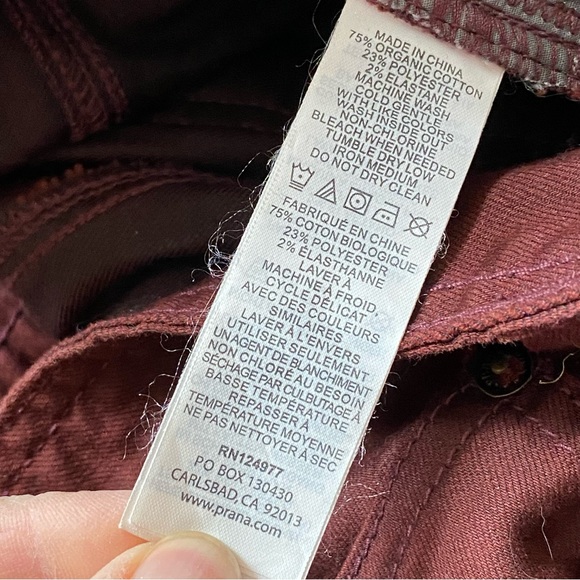 MADE IN CHINA
75% ORGANIC COTTON
23% POLYESTER
2% ELASTANE
MACHINE WASH
COLD GENTLE
WITH LIKE COLORS
WASH INSIDE OUT
NON-CHLORINE
BLEACH WHEN NEEDED
TUMBLE DRY LOW
IRON MEDIUM
DO NOT DRY CLEAN
FABRIQUÉ EN CHINE
75% COTON BIOLOGIQUE
23% POLYESTER
2% ÉLASTHANNE
LAVER À
MACHINE À FROID,
CYCLE DÉLICAT
AVEC DES COULEURS
SIMILAIRES
LAVER À L'ENVERS
UTILISER SEULEMENT
UN AGENT DE BLANCHIMENT
NON CHLORÉ AU BESOIN
SÉCHAGE PAR CULBUTAGE À
BASSE TEMPÉRATURE
REPASSER À
TEMPÉRATURE MOYENNE
NE PAS NETTOYER À SEC
RN124977
PO BOX 130430
CARLSBAD, CA 92013
www.prana.com